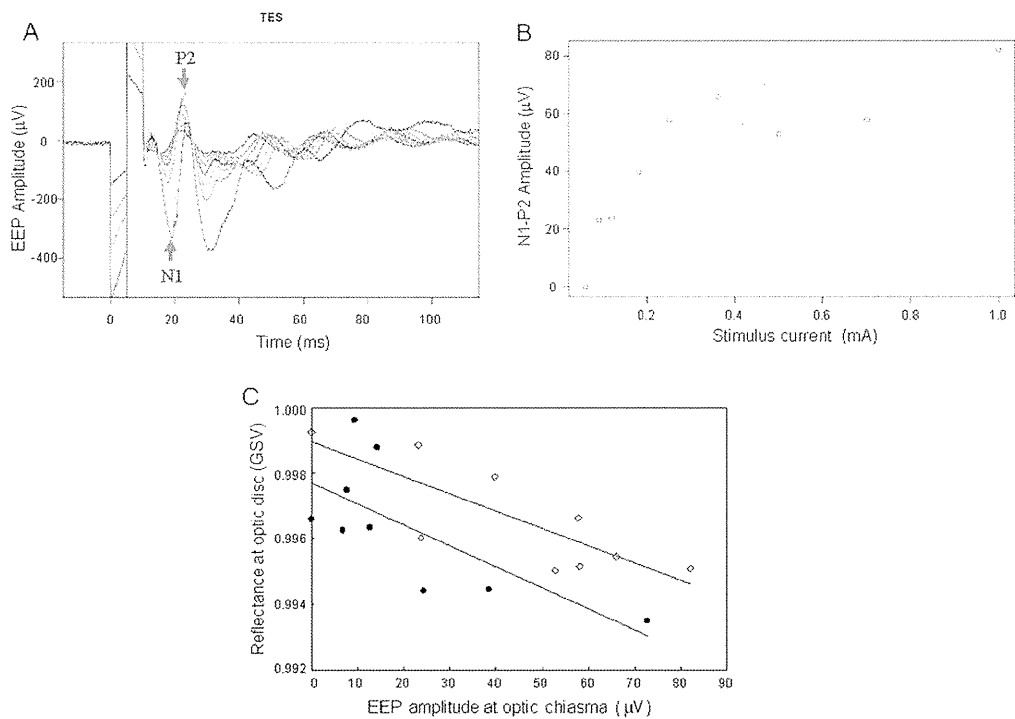 TES
A
P2
N1
200
0
-200
-400
EEP Amplitude (µV)
0 20 40 60 80 100
Time (ms)
B
80
60
40
20
0
N1-P2 Amplitude (µV)
0.2 0.4 0.6 0.8 1.0
Stimulus current (mA)
C
1.000
0.998
0.996
0.994
0.992
Reflectance at optic disc (GSV)
0 10 20 30 40 50 60 70 80 90
EEP amplitude at optic chiasma (µV)